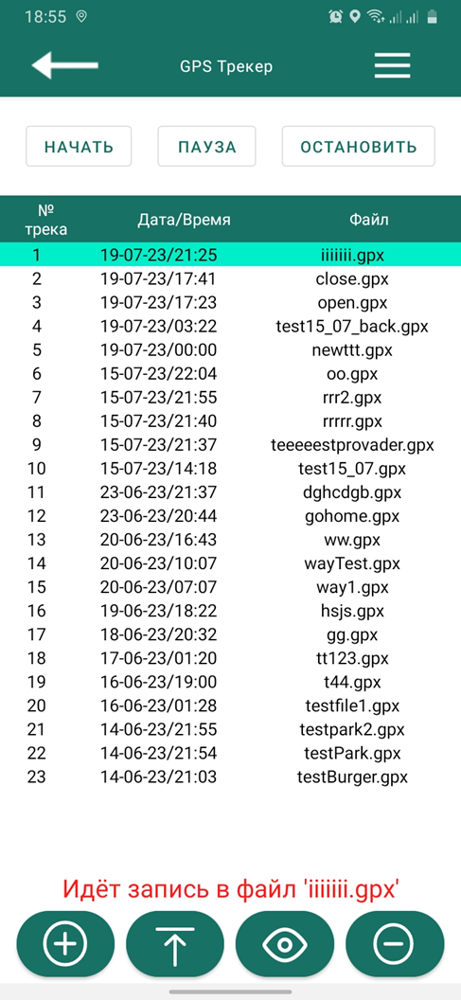 18:55
GPS Трекер
НАЧАТЬ ПАУЗА ОСТАНОВИТЬ
№ трека Дата/Время Файл
1 19-07-23/21:25 iiiiiii.gpx
2 19-07-23/17:41 close.gpx
3 19-07-23/17:23 open.gpx
4 19-07-23/03:22 test15_07_back.gpx
5 19-07-23/00:00 newttt.gpx
6 15-07-23/22:04 oo.gpx
7 15-07-23/21:55 rrr2.gpx
8 15-07-23/21:40 rrrrr.gpx
9 15-07-23/21:37 teeeeestprovader.gpx
10 15-07-23/14:18 test15_07.gpx
11 23-06-23/21:37 dghcdgb.gpx
12 23-06-23/20:44 gohome.gpx
13 20-06-23/16:43 ww.gpx
14 20-06-23/10:07 wayTest.gpx
15 20-06-23/07:07 way1.gpx
16 19-06-23/18:22 hsjs.gpx
17 18-06-23/20:32 gg.gpx
18 17-06-23/01:20 tt123.gpx
19 16-06-23/19:00 t44.gpx
20 16-06-23/01:28 testfile1.gpx
21 14-06-23/21:55 testpark2.gpx
22 14-06-23/21:54 testPark.gpx
23 14-06-23/21:03 testBurger.gpx
Идёт запись в файл 'iiiiiii.gpx'